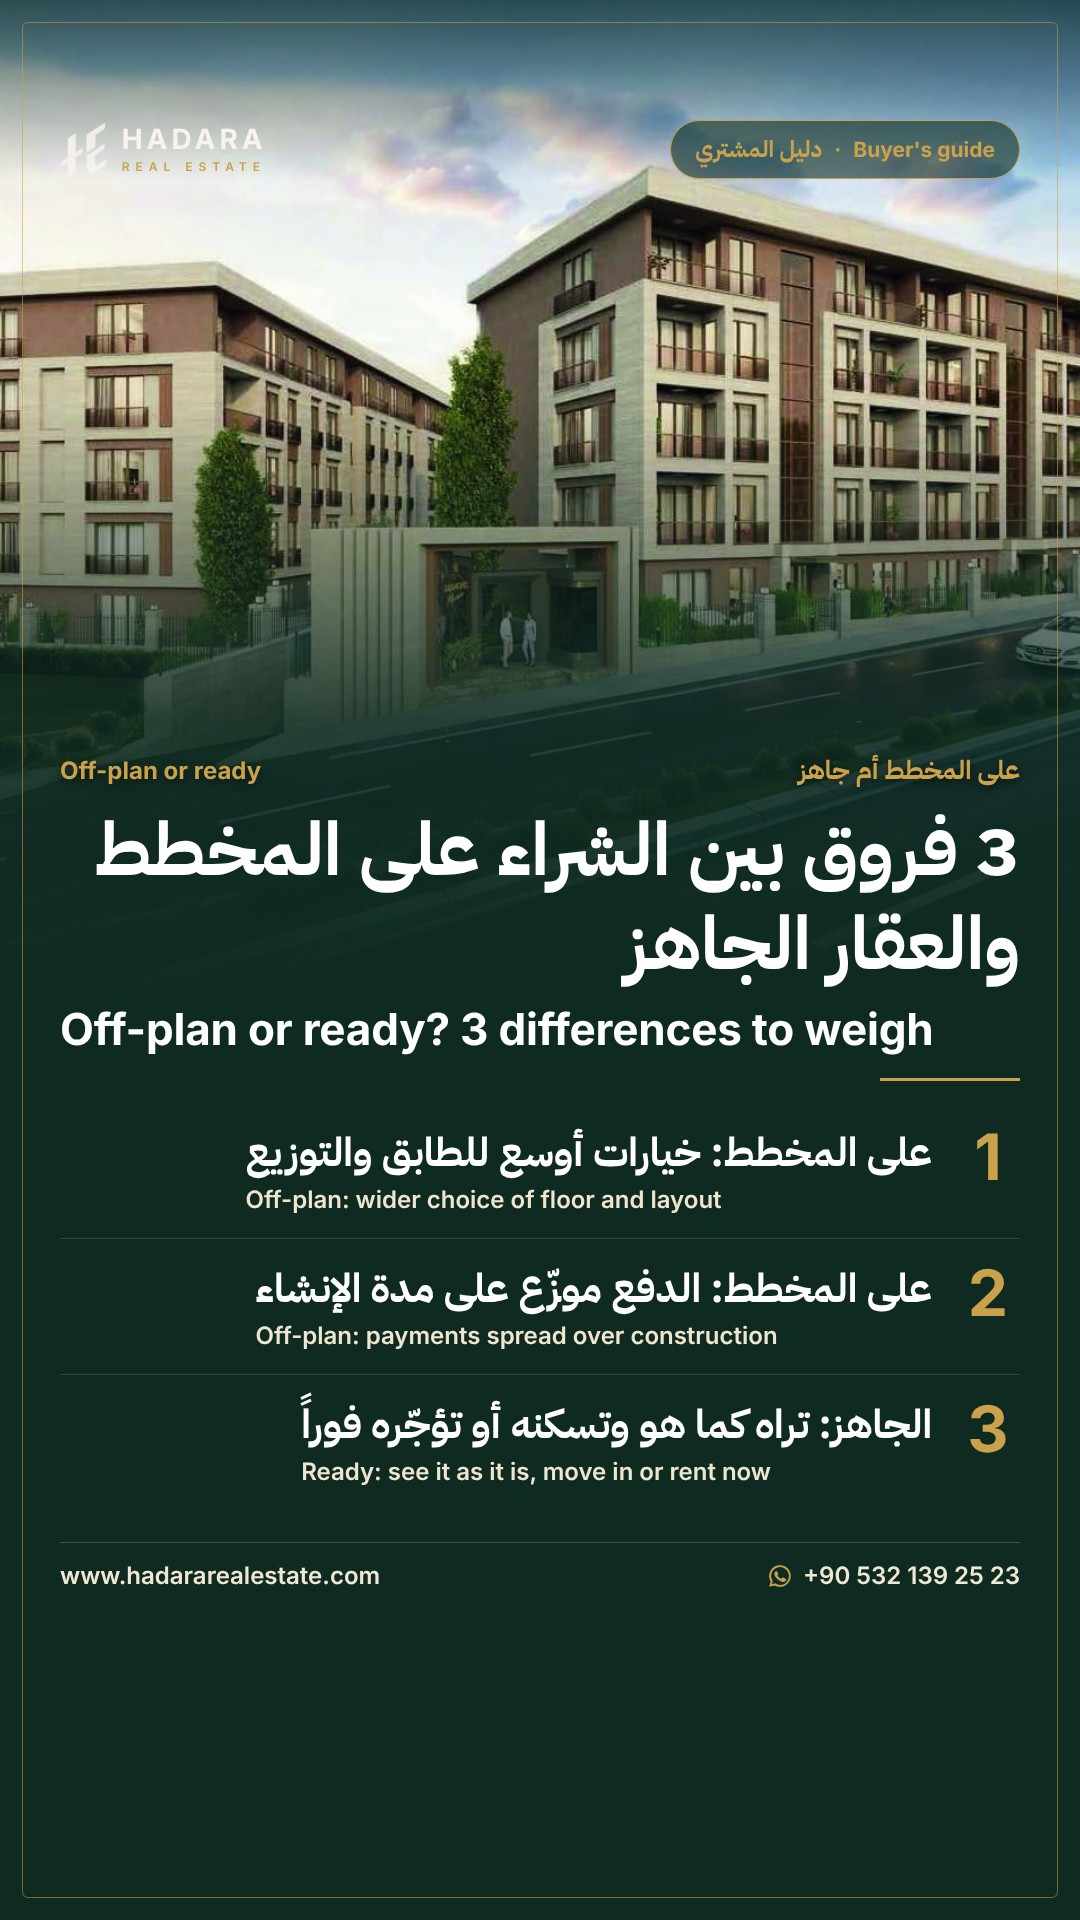 HADARA
REAL ESTATE
دليل المشتري · Buyer's guide
على المخطط أم جاهز
Off-plan or ready
3 فروق بين الشراء على المخطط
والعقار الجاهز
Off-plan or ready? 3 differences to weigh
1
على المخطط: خيارات أوسع للطابق والتوزيع
Off-plan: wider choice of floor and layout
2
على المخطط: الدفع موزّع على مدة الإنشاء
Off-plan: payments spread over construction
3
الجاهز: تراه كما هو وتسكنه أو تؤجّره فوراً
Ready: see it as it is, move in or rent now
www.hadararealestate.com
+90 532 139 25 23